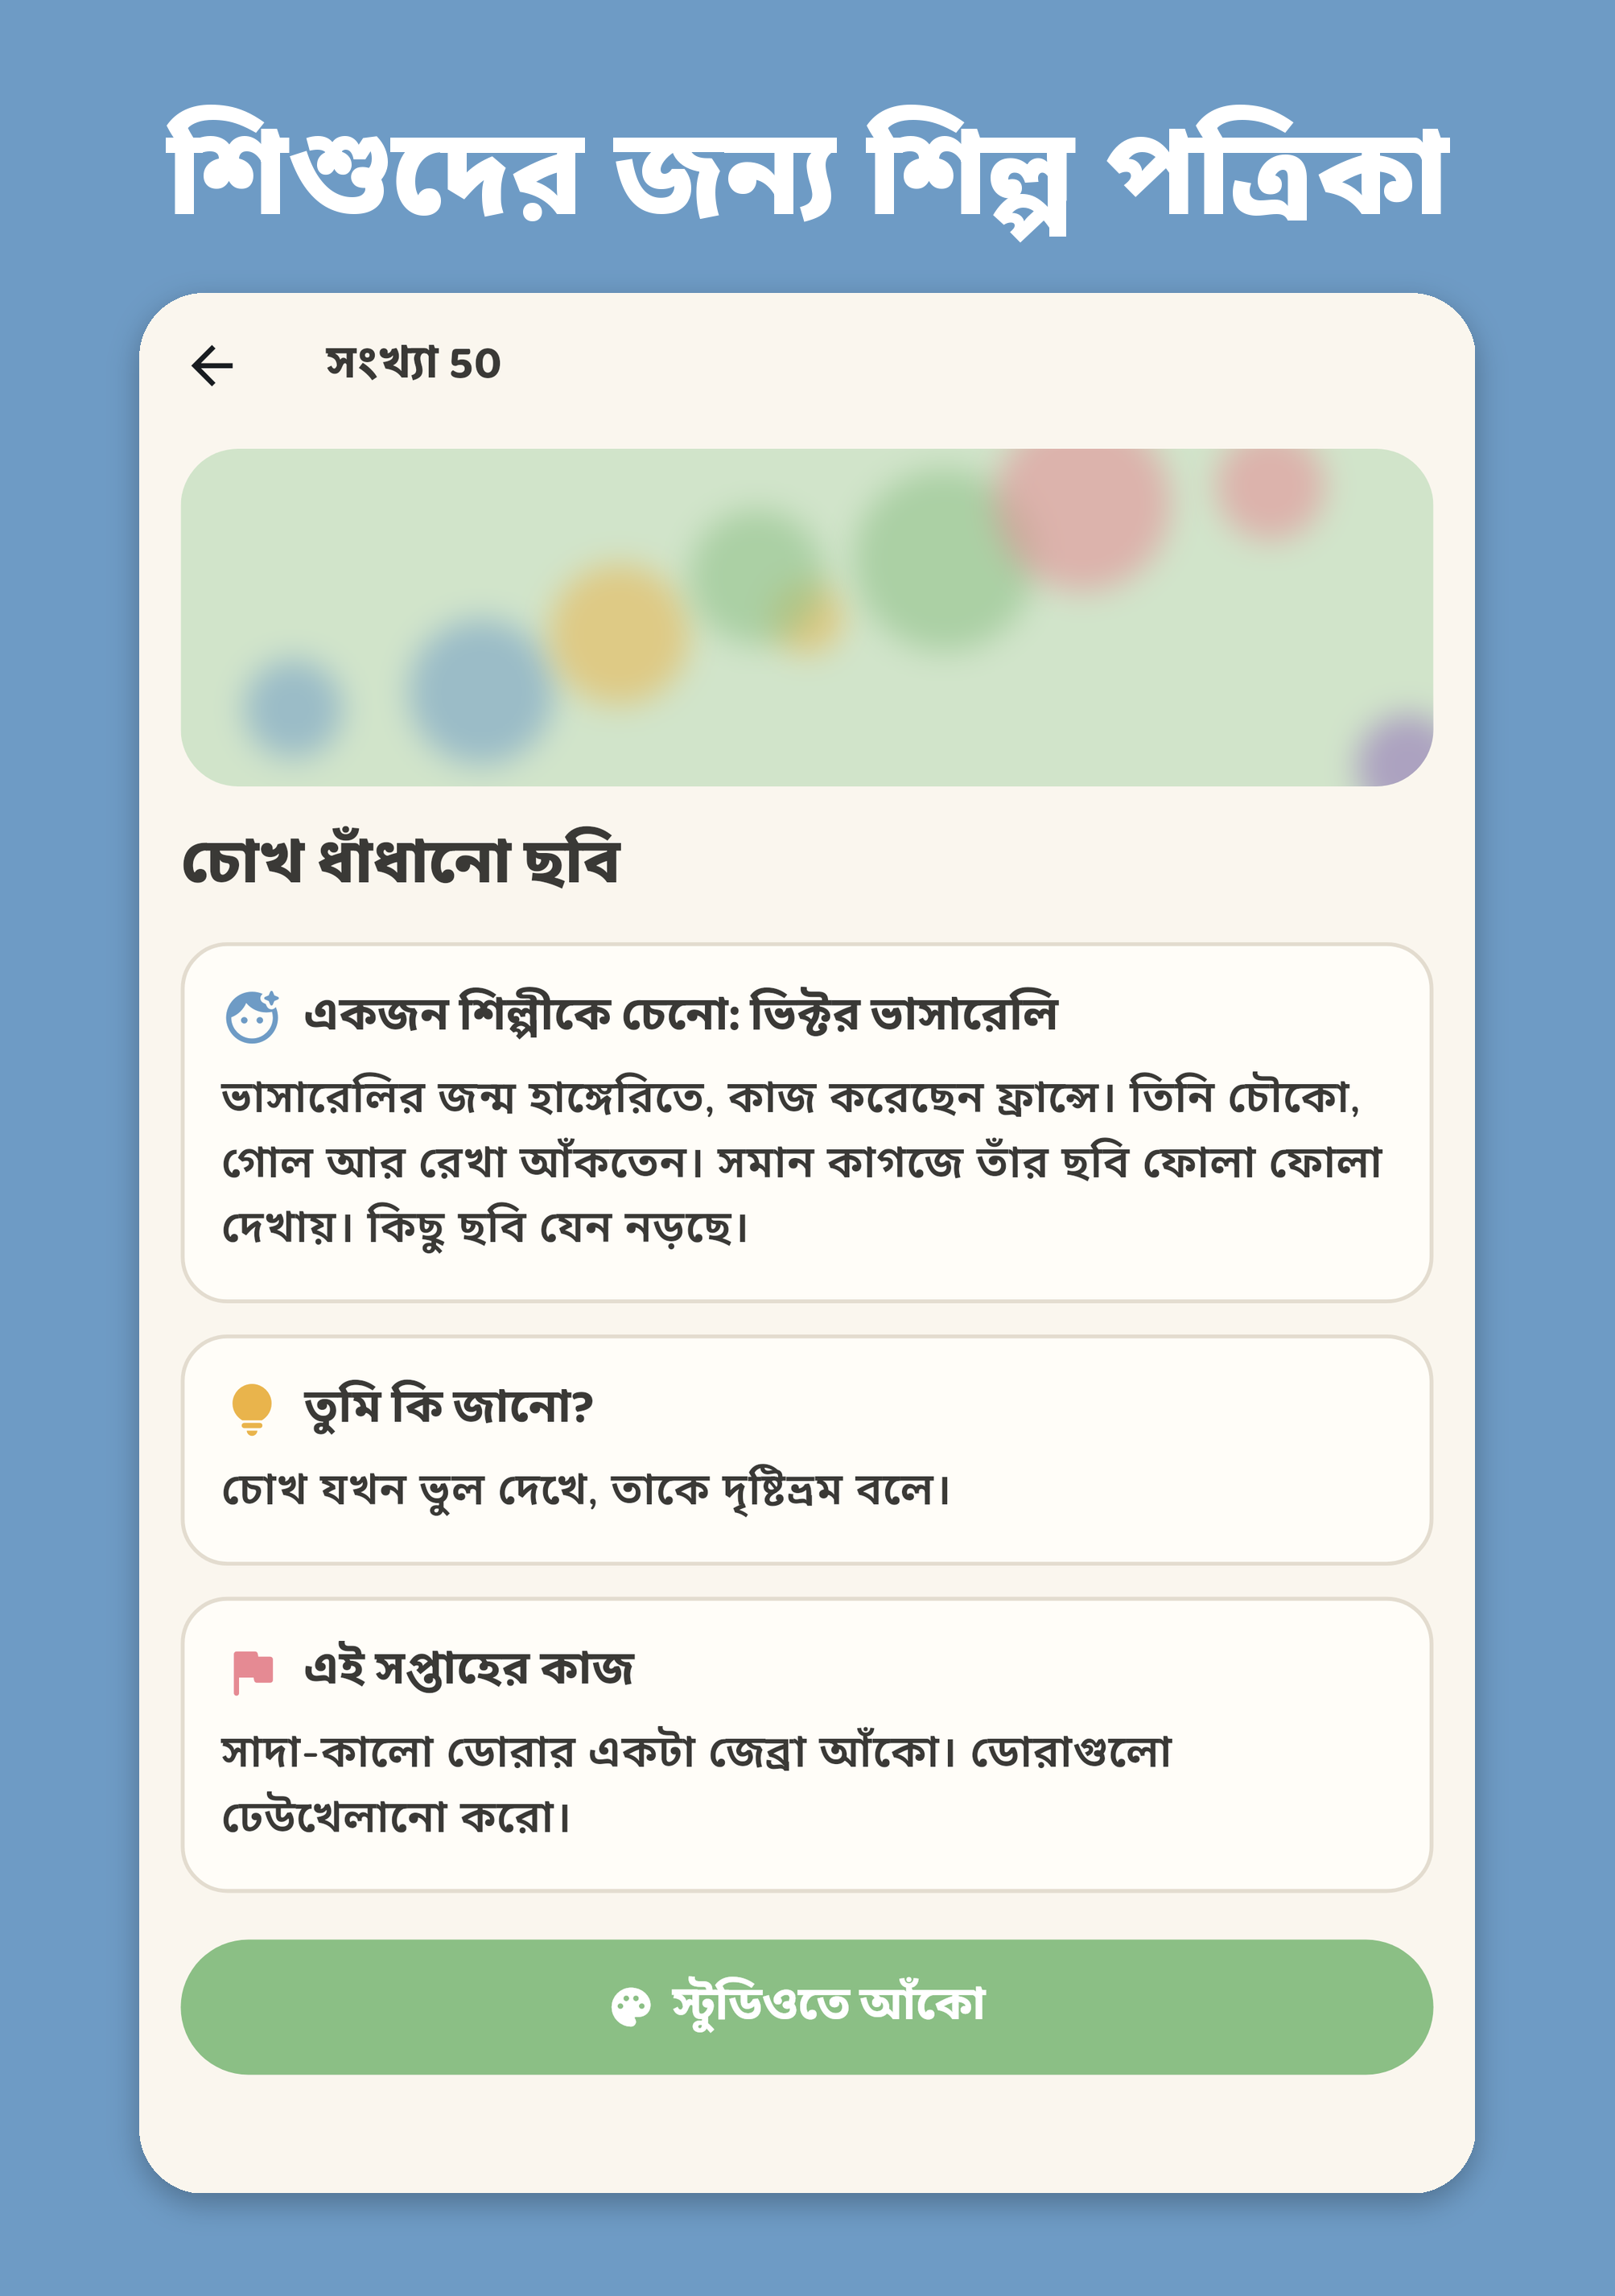 শিশুদের জন্য শিল্প পত্রিকা
সংখ্যা 50
চোখ ধাঁধানো ছবি
একজন শিল্পীকে চেনো: ভিক্টর ভাসারেলি
ভাসারেলির জন্ম হাঙ্গেরিতে, কাজ করেছেন ফ্রান্সে। তিনি চৌকো,
গোল আর রেখা আঁকতেন। সমান কাগজে তাঁর ছবি ফোলা ফোলা
দেখায়। কিছু ছবি যেন নড়ছে।
তুমি কি জানো?
চোখ যখন ভুল দেখে, তাকে দৃষ্টিভ্রম বলে।
এই সপ্তাহের কাজ
সাদা-কালো ডোরার একটা জেব্রা আঁকো। ডোরাগুলো
ঢেউখেলানো করো।
স্টুডিওতে আঁকো